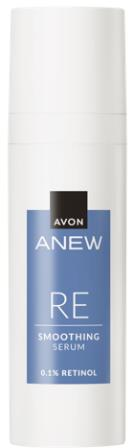 AVON
ANEW
RE
SMOOTHING
SERUM
0.1% RETINOL